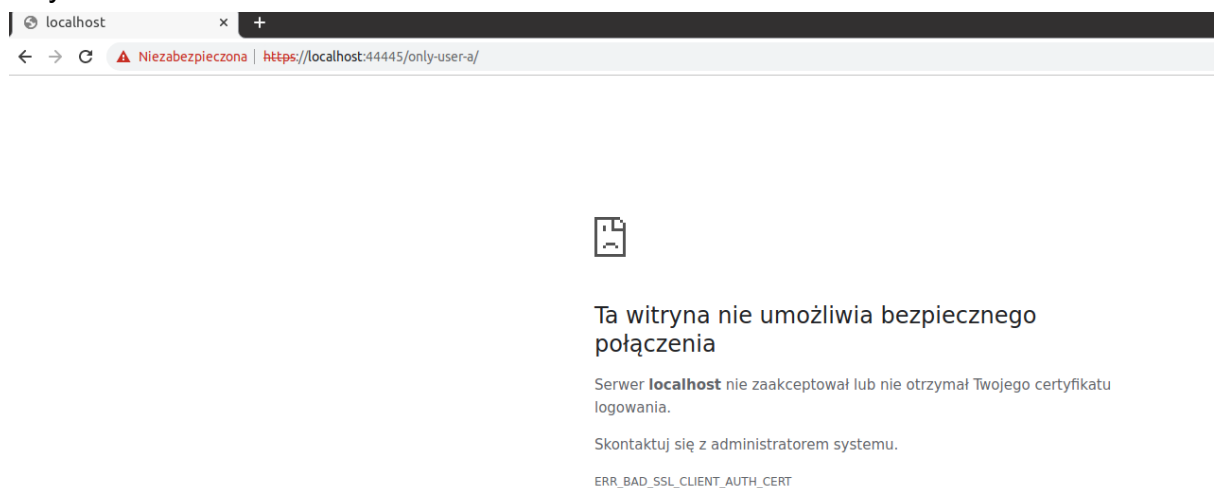 localhost × +
Niezabezpieczona | https://localhost:44445/only-user-a/
Ta witryna nie umożliwia bezpiecznego
połączenia
Serwer localhost nie zaakceptował lub nie otrzymał Twojego certyfikatu
logowania.
Skontaktuj się z administratorem systemu.
ERR_BAD_SSL_CLIENT_AUTH_CERT